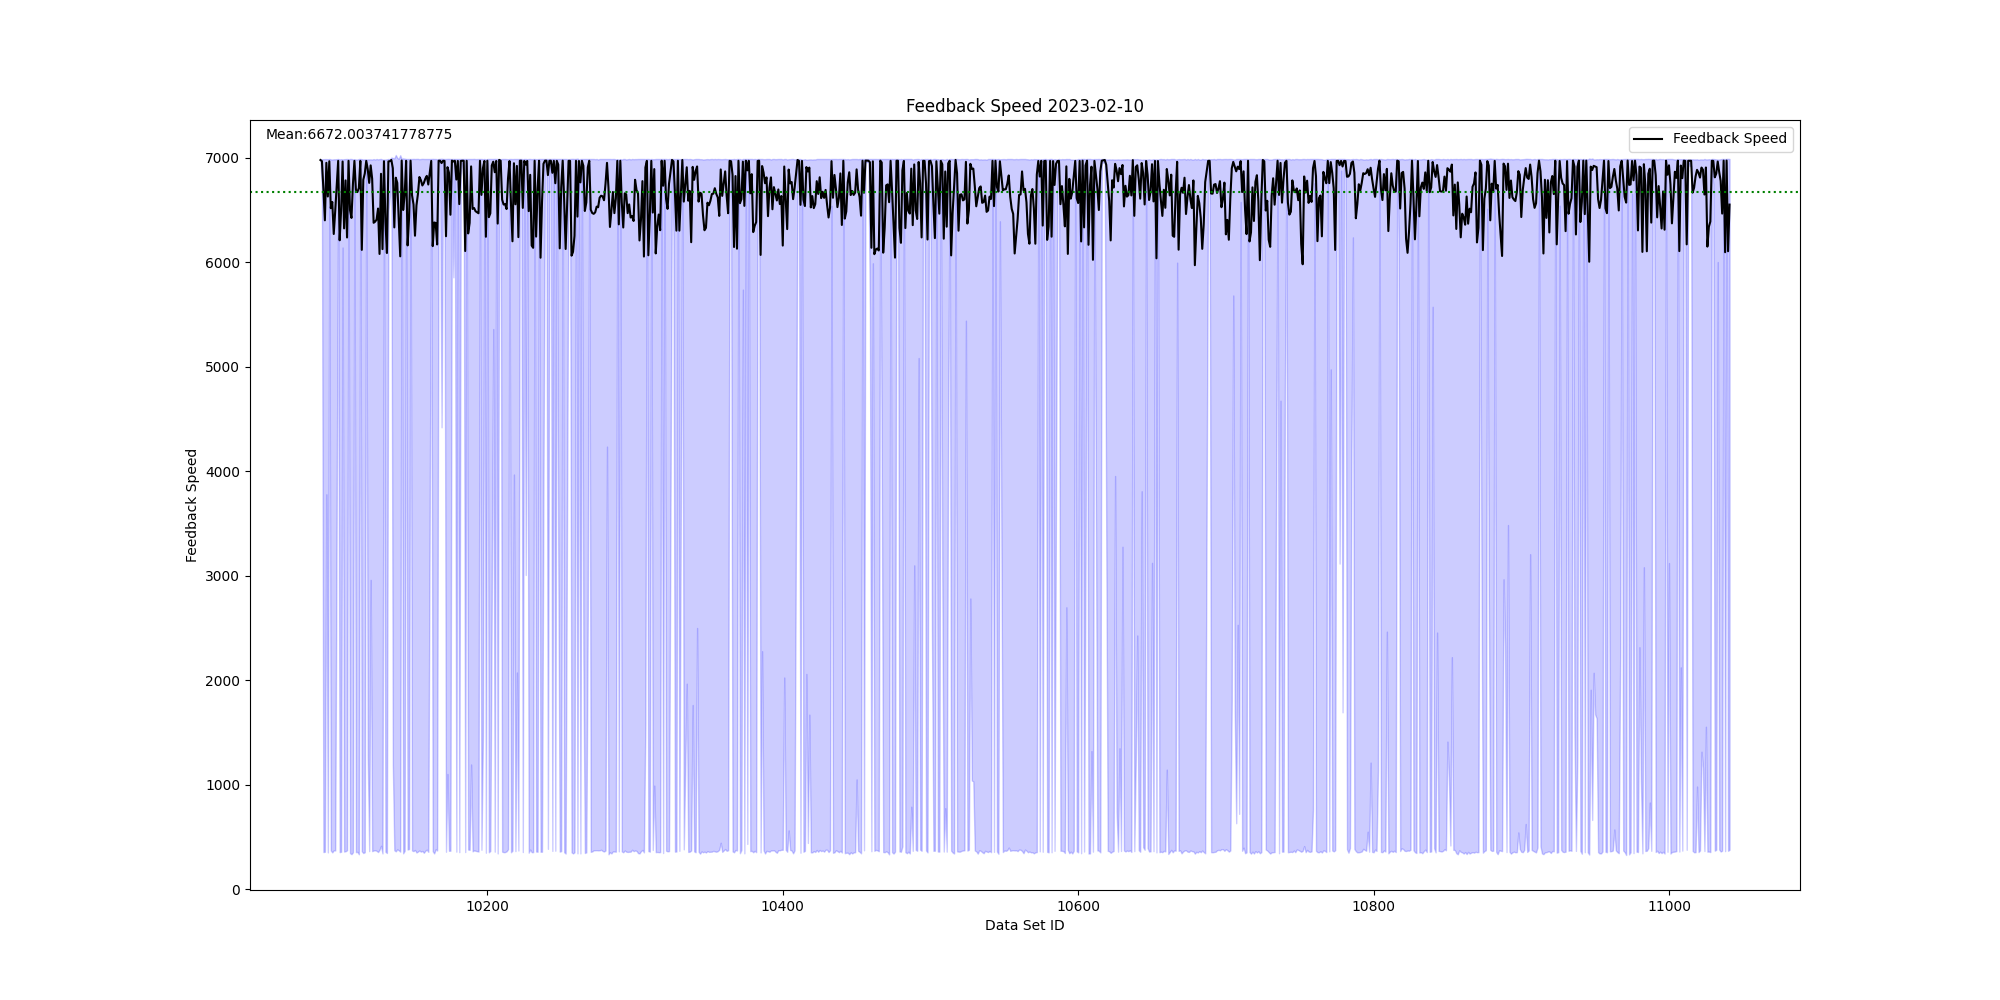 Feedback Speed 2023-02-10
Mean:6672.003741778775
Feedback Speed
7000
6000
5000
4000
3000
2000
1000
0
Feedback Speed
10200 10400 10600 10800 11000
Data Set ID